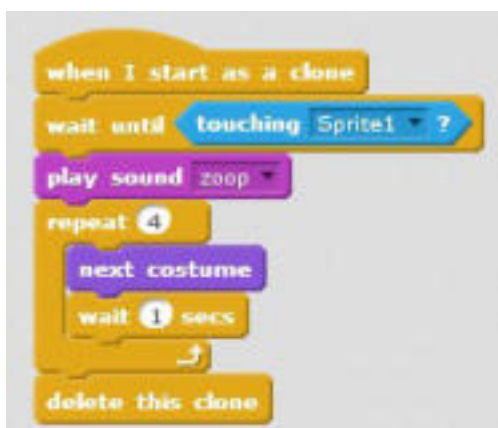 when I start as a clone
wait until touching Sprite1 ?
play sound zoop
repeat 4
next costume
wait 1 secs
delete this clone